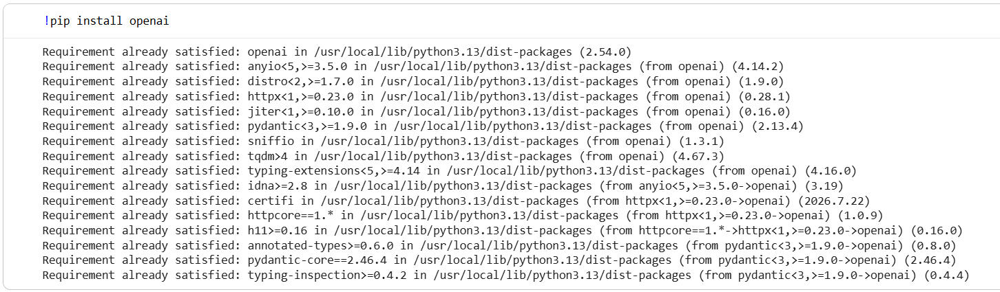 !pip install openai
Requirement already satisfied: openai in /usr/local/lib/python3.13/dist-packages (2.54.0)
Requirement already satisfied: anyio<5,>=3.5.0 in /usr/local/lib/python3.13/dist-packages (from openai) (4.14.2)
Requirement already satisfied: distro<2,>=1.7.0 in /usr/local/lib/python3.13/dist-packages (from openai) (1.9.0)
Requirement already satisfied: httpx<1,>=0.23.0 in /usr/local/lib/python3.13/dist-packages (from openai) (0.28.1)
Requirement already satisfied: jiter<1,>=0.10.0 in /usr/local/lib/python3.13/dist-packages (from openai) (0.16.0)
Requirement already satisfied: pydantic<3,>=1.9.0 in /usr/local/lib/python3.13/dist-packages (from openai) (2.13.4)
Requirement already satisfied: sniffio in /usr/local/lib/python3.13/dist-packages (from openai) (1.3.1)
Requirement already satisfied: tqdm>4 in /usr/local/lib/python3.13/dist-packages (from openai) (4.67.3)
Requirement already satisfied: typing-extensions<5,>=4.14 in /usr/local/lib/python3.13/dist-packages (from openai) (4.16.0)
Requirement already satisfied: idna>=2.8 in /usr/local/lib/python3.13/dist-packages (from anyio<5,>=3.5.0->openai) (3.19)
Requirement already satisfied: certifi in /usr/local/lib/python3.13/dist-packages (from httpx<1,>=0.23.0->openai) (2026.7.22)
Requirement already satisfied: httpcore==1.* in /usr/local/lib/python3.13/dist-packages (from httpx<1,>=0.23.0->openai) (1.0.9)
Requirement already satisfied: h11>=0.16 in /usr/local/lib/python3.13/dist-packages (from httpcore==1.*->httpx<1,>=0.23.0->openai) (0.16.0)
Requirement already satisfied: annotated-types>=0.6.0 in /usr/local/lib/python3.13/dist-packages (from pydantic<3,>=1.9.0->openai) (0.8.0)
Requirement already satisfied: pydantic-core==2.46.4 in /usr/local/lib/python3.13/dist-packages (from pydantic<3,>=1.9.0->openai) (2.46.4)
Requirement already satisfied: typing-inspection>=0.4.2 in /usr/local/lib/python3.13/dist-packages (from pydantic<3,>=1.9.0->openai) (0.4.4)